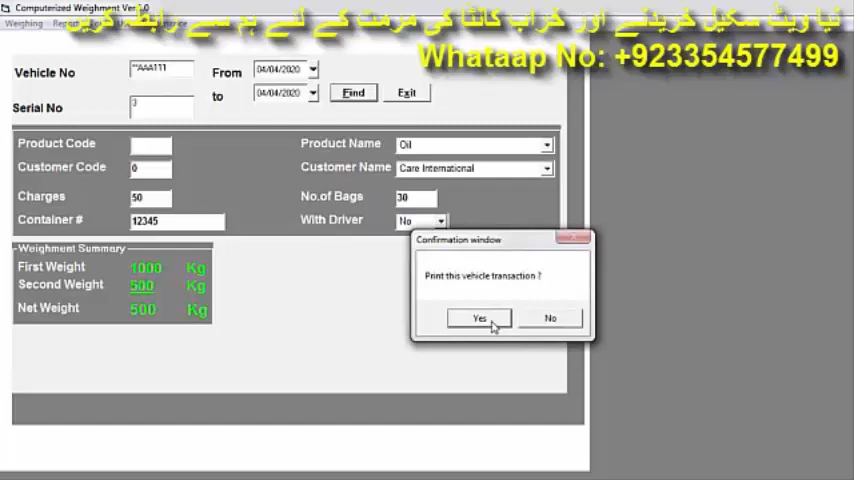 Computerized Weighment Ver
نیا ویٹ سکیل خریدنے اور خراب کانٹا کی مرمت کے لئے ہم سے رابطہ کریں
Weighing
Whataap No: +923354577499
Vehicle No **AAA111 From 04/04/2020
to 04/04/2020 Find Exit
Serial No 3
Product Code Product Name Oil
Customer Code 0 Customer Name Care International
Charges 50 No.of Bags 30
Container # 12345 With Driver No
Weighment Summary
First Weight 1000 Kg
Second Weight 500 Kg
Net Weight 500 Kg
Confirmation window
Print this vehicle transaction ?
Yes No